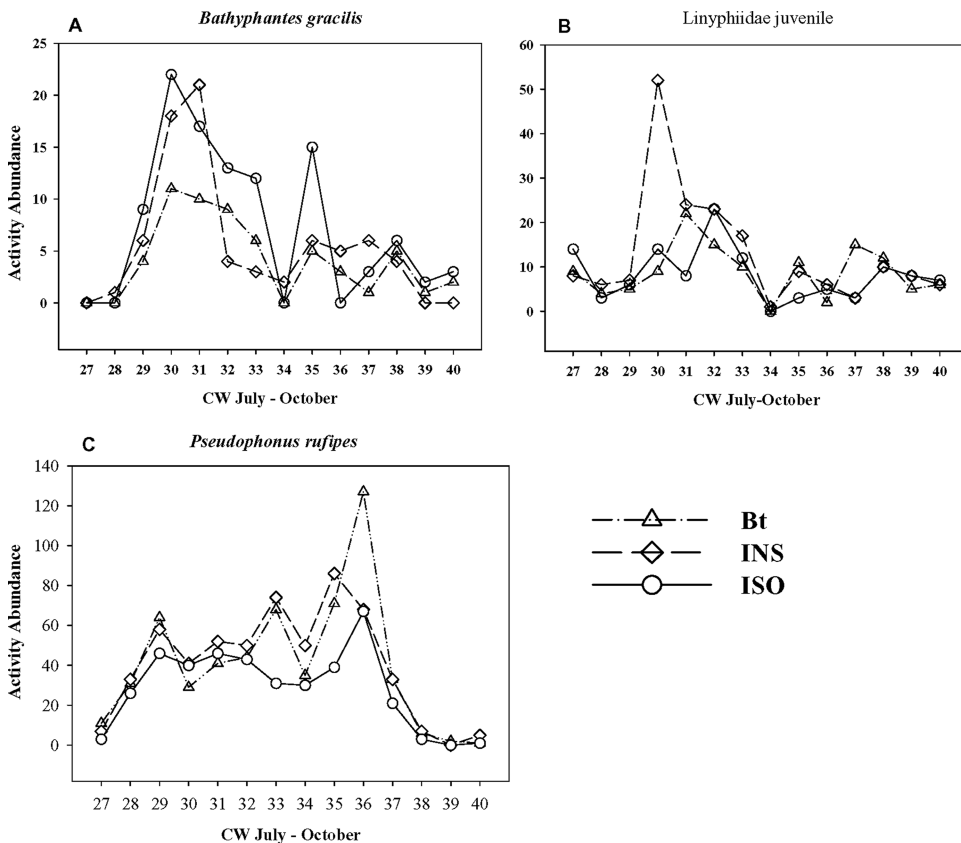 A
Bathyphantes gracilis
Activity Abundance
25
20
15
10
5
0
27 28 29 30 31 32 33 34 35 36 37 38 39 40
CW July - October
B
Linyphiidae juvenile
60
50
40
30
20
10
0
27 28 29 30 31 32 33 34 35 36 37 38 39 40
CW July-October
C
Pseudophonus rufipes
Activity Abundance
140
120
100
80
60
40
20
0
27 28 29 30 31 32 33 34 35 36 37 38 39 40
CW July - October
Bt
INS
ISO